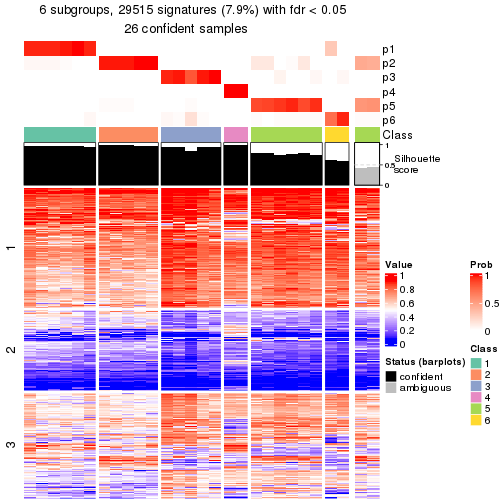 6 subgroups, 29515 signatures (7.9%) with fdr < 0.05
26 confident samples
p1
p2
p3
p4
p5
p6
Class
1
0.5
0
Silhouette
score
1
2
3
Value
1
0.8
0.6
0.4
0.2
0
Status (barplots)
confident
ambiguous
Prob
1
0.5
0
Class
1
2
3
4
5
6